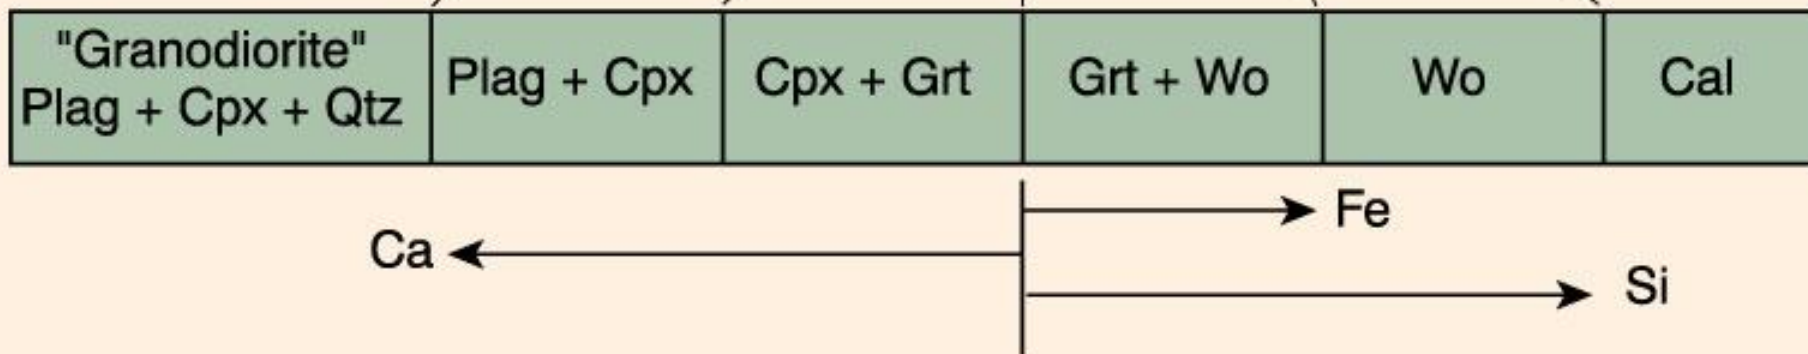 "Granodiorite"
Plag + Cpx + Qtz
Plag + Cpx
Cpx + Grt
Grt + Wo
Wo
Cal
Fe
Ca
Si